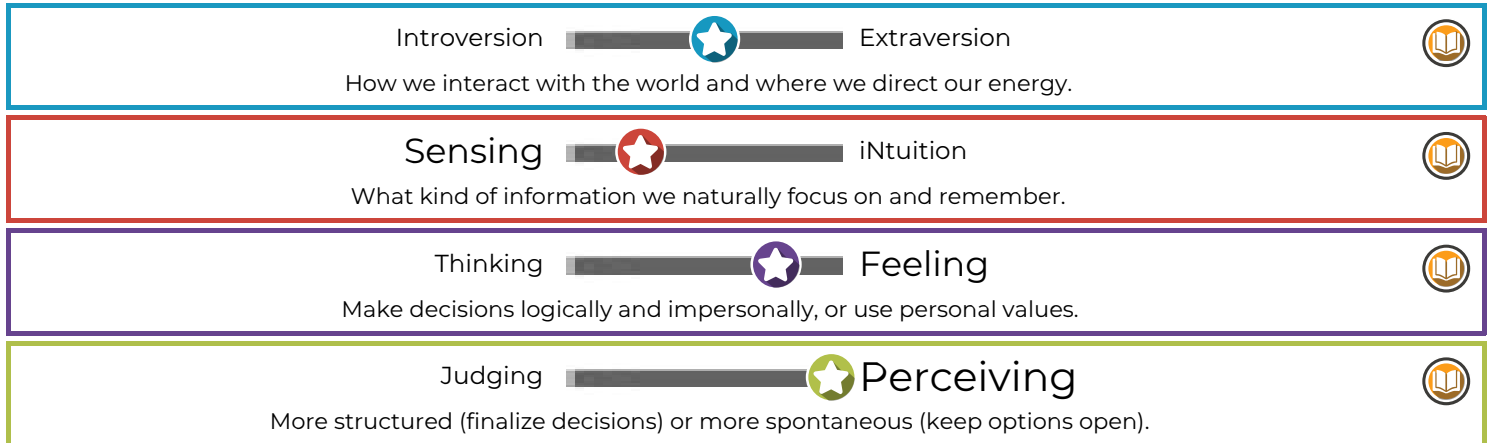 Introversion Extraversion
How we interact with the world and where we direct our energy.
Sensing iNtuition
What kind of information we naturally focus on and remember.
Thinking Feeling
Make decisions logically and impersonally, or use personal values.
Judging Perceiving
More structured (finalize decisions) or more spontaneous (keep options open).